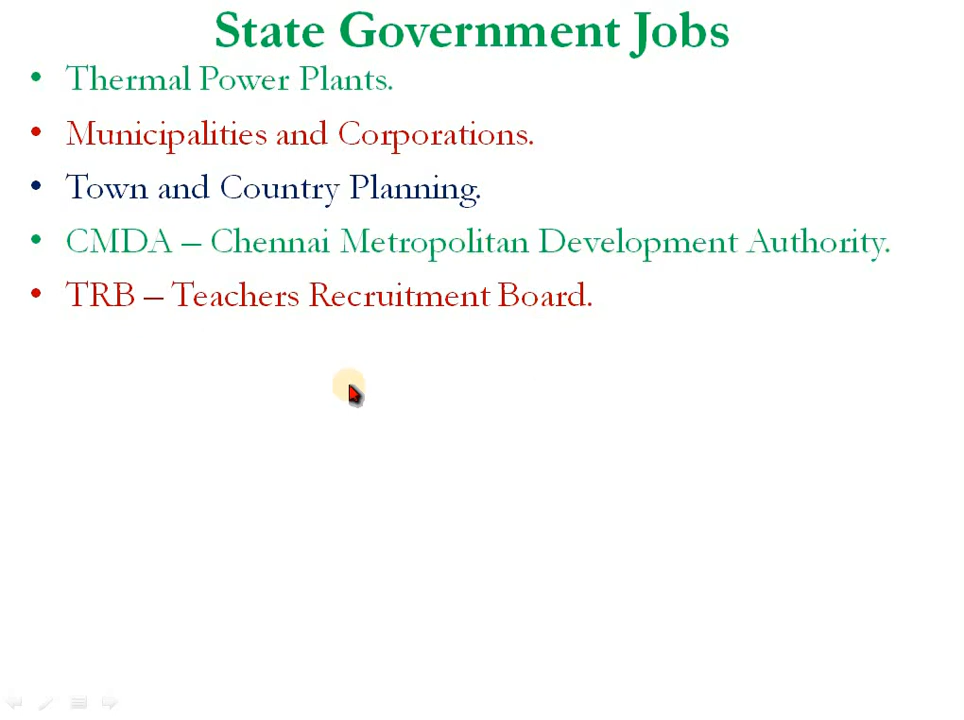 State Government Jobs
• Thermal Power Plants.
• Municipalities and Corporations.
• Town and Country Planning.
• CMDA – Chennai Metropolitan Development Authority.
• TRB – Teachers Recruitment Board.